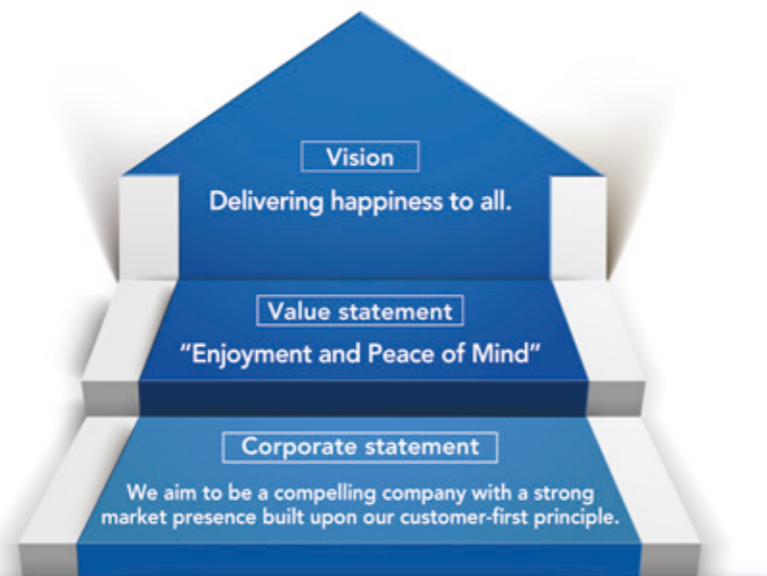 Vision
Delivering happiness to all.
Value statement
“Enjoyment and Peace of Mind”
Corporate statement
We aim to be a compelling company with a strong
market presence built upon our customer-first principle.